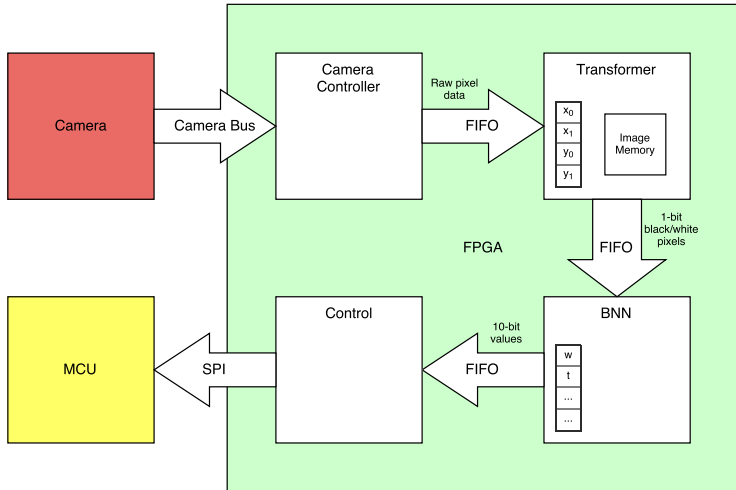 Camera
Camera Bus
Camera
Controller
Raw pixel
data
FIFO
Transformer
x0
x1
y0
y1
Image
Memory
FIFO
1-bit
black/white
pixels
FPGA
MCU
SPI
Control
10-bit
values
FIFO
BNN
w
t
...
...